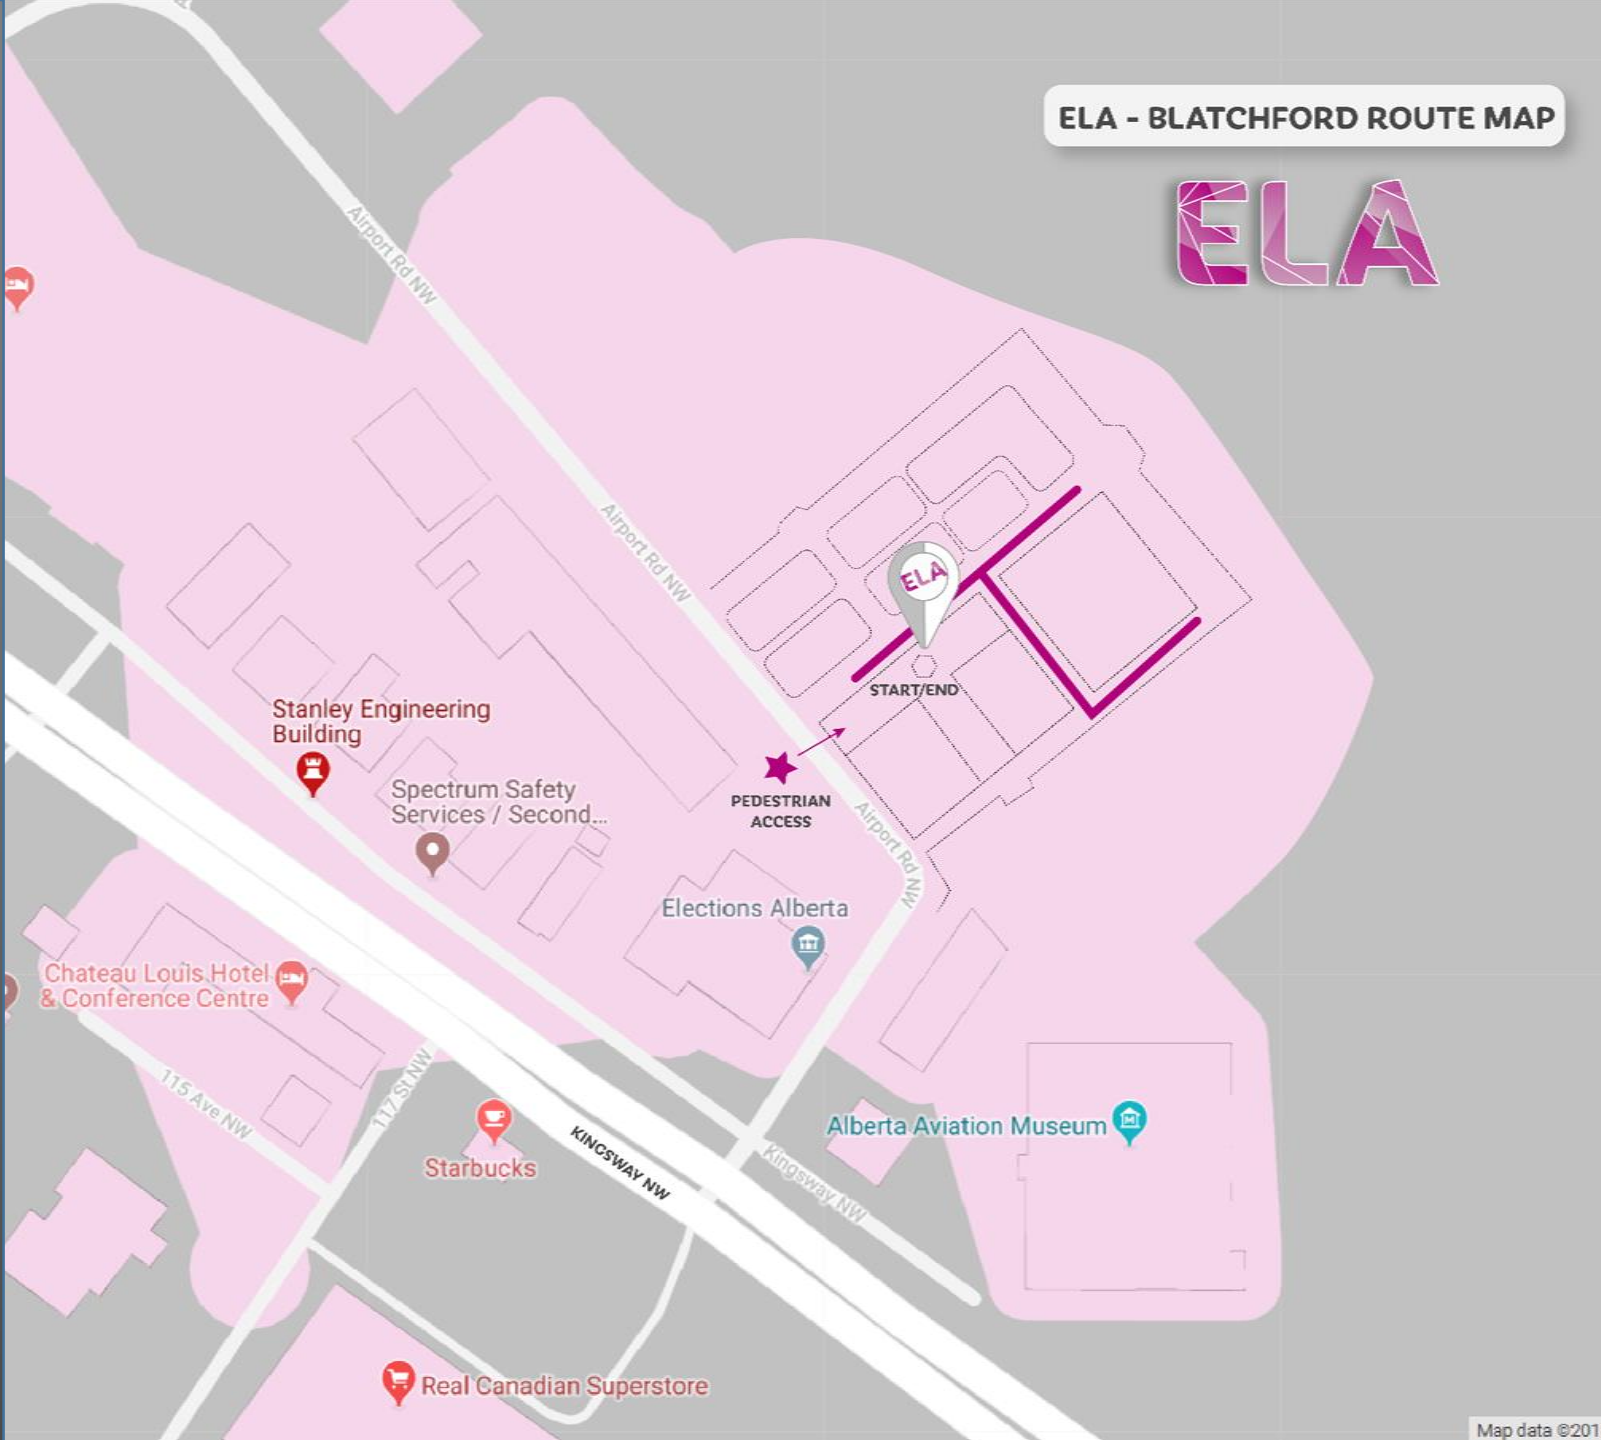 ELA - BLATCHFORD ROUTE MAP
ELA
Airport Rd NW
Airport Rd NW
ELA
START/END
Stanley Engineering
Building
PEDESTRIAN
ACCESS
Spectrum Safety
Services / Second...
Airport Rd NW
Elections Alberta
Chateau Louis Hotel
& Conference Centre
115 Ave NW
117 St NW
Starbucks
KINGSWAY NW
Kingsway NW
Alberta Aviation Museum
Real Canadian Superstore
Map data ©201